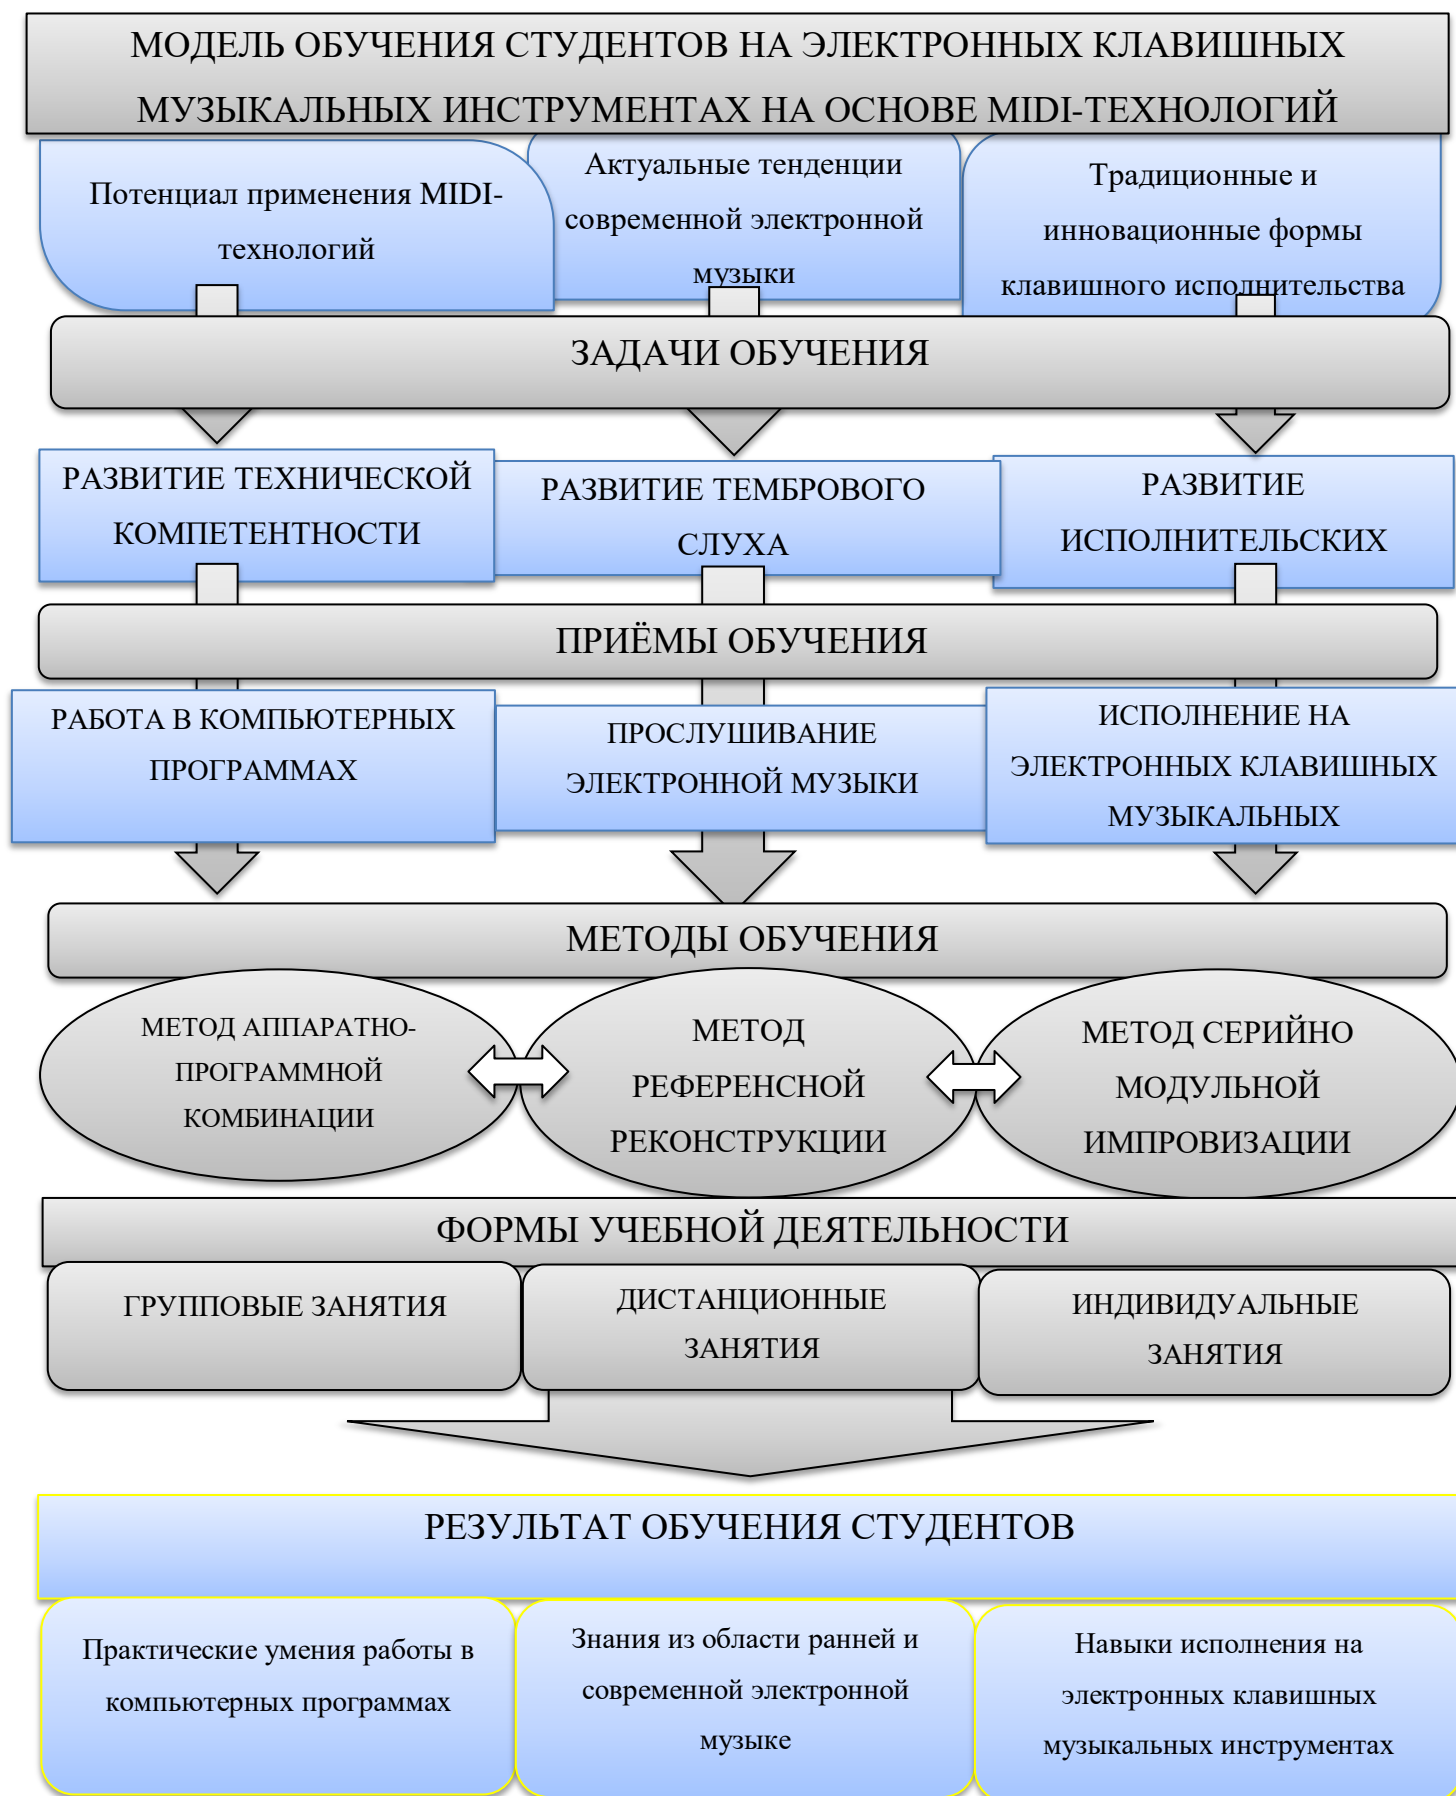 МОДЕЛЬ ОБУЧЕНИЯ СТУДЕНТОВ НА ЭЛЕКТРОННЫХ КЛАВИШНЫХ
МУЗЫКАЛЬНЫХ ИНСТРУМЕНТАХ НА ОСНОВЕ MIDI-ТЕХНОЛОГИЙ
Потенциал применения MIDI-
технологий
Актуальные тенденции
современной электронной
музыки
Традиционные и
инновационные формы
клавишного исполнительства
ЗАДАЧИ ОБУЧЕНИЯ
РАЗВИТИЕ ТЕХНИЧЕСКОЙ
КОМПЕТЕНТНОСТИ
РАЗВИТИЕ ТЕМБРОВОГО
СЛУХА
РАЗВИТИЕ
ИСПОЛНИТЕЛЬСКИХ
ПРИЁМЫ ОБУЧЕНИЯ
РАБОТА В КОМПЬЮТЕРНЫХ
ПРОГРАММАХ
ПРОСЛУШИВАНИЕ
ЭЛЕКТРОННОЙ МУЗЫКИ
ИСПОЛНЕНИЕ НА
ЭЛЕКТРОННЫХ КЛАВИШНЫХ
МУЗЫКАЛЬНЫХ
МЕТОДЫ ОБУЧЕНИЯ
МЕТОД АППАРАТНО-
ПРОГРАММНОЙ
КОМБИНАЦИИ
МЕТОД
РЕФЕРЕНСНОЙ
РЕКОНСТРУКЦИИ
МЕТОД СЕРИЙНО
МОДУЛЬНОЙ
ИМПРОВИЗАЦИИ
ФОРМЫ УЧЕБНОЙ ДЕЯТЕЛЬНОСТИ
ГРУППОВЫЕ ЗАНЯТИЯ
ДИСТАНЦИОННЫЕ
ЗАНЯТИЯ
ИНДИВИДУАЛЬНЫЕ
ЗАНЯТИЯ
РЕЗУЛЬТАТ ОБУЧЕНИЯ СТУДЕНТОВ
Практические умения работы в
компьютерных программах
Знания из области ранней и
современной электронной
музыке
Навыки исполнения на
электронных клавишных
музыкальных инструментах